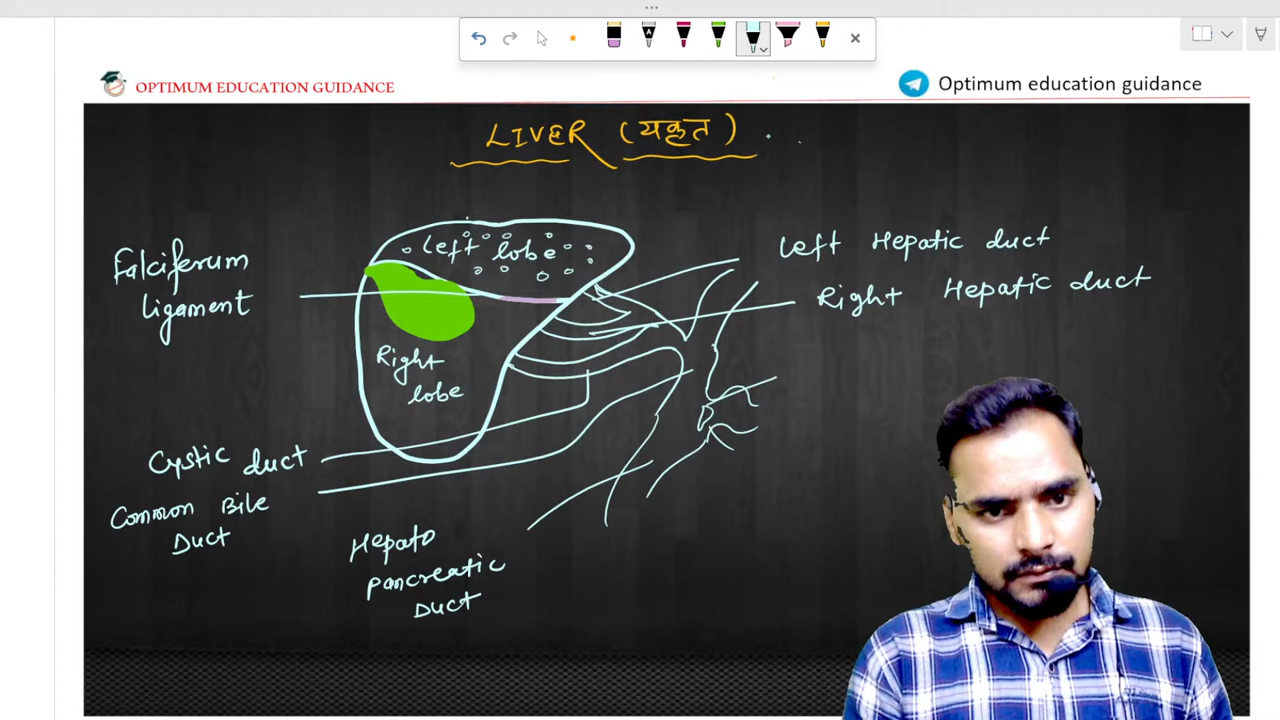 OPTIMUM EDUCATION GUIDANCE
Optimum education guidance
LIVER (यकृत)
Left lobe
Left Hepatic duct
Falciferum
ligament
Right Hepatic duct
Right
lobe
Cystic duct
Common Bile
Duct
Hepato
Pancreatic
Duct